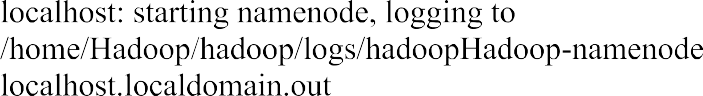 localhost: starting namenode, logging to
/home/Hadoop/hadoop/logs/hadoopHadoop-namenode
localhost.localdomain.out